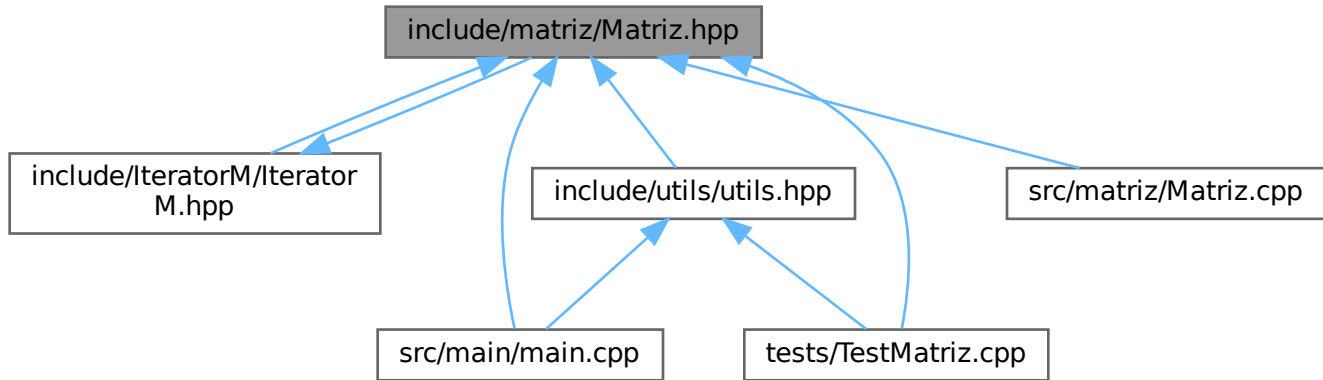 include/matriz/Matriz.hpp
include/IteratorM/Iterator
M.hpp
include/utils/utils.hpp
src/matriz/Matriz.cpp
src/main/main.cpp
tests/TestMatriz.cpp